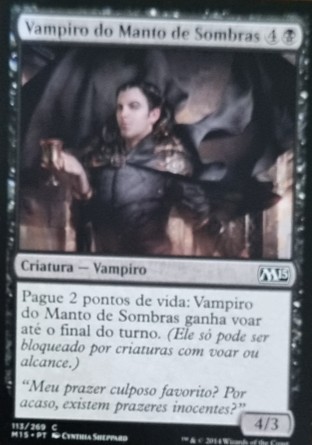 Vampiro do Manto de Sombras 4
Criatura — Vampiro
M15
Pague 2 pontos de vida: Vampiro
do Manto de Sombras ganha voar
até o final do turno. (Ele só pode ser
bloqueado por criaturas com voar ou
alcance.)
“Meu prazer culposo favorito? Por
acaso, existem prazeres inocentes?”
4/3
113/269 C
M15 • PT Cynthia Sheppard
™ & © 2014 Wizards of the Coast